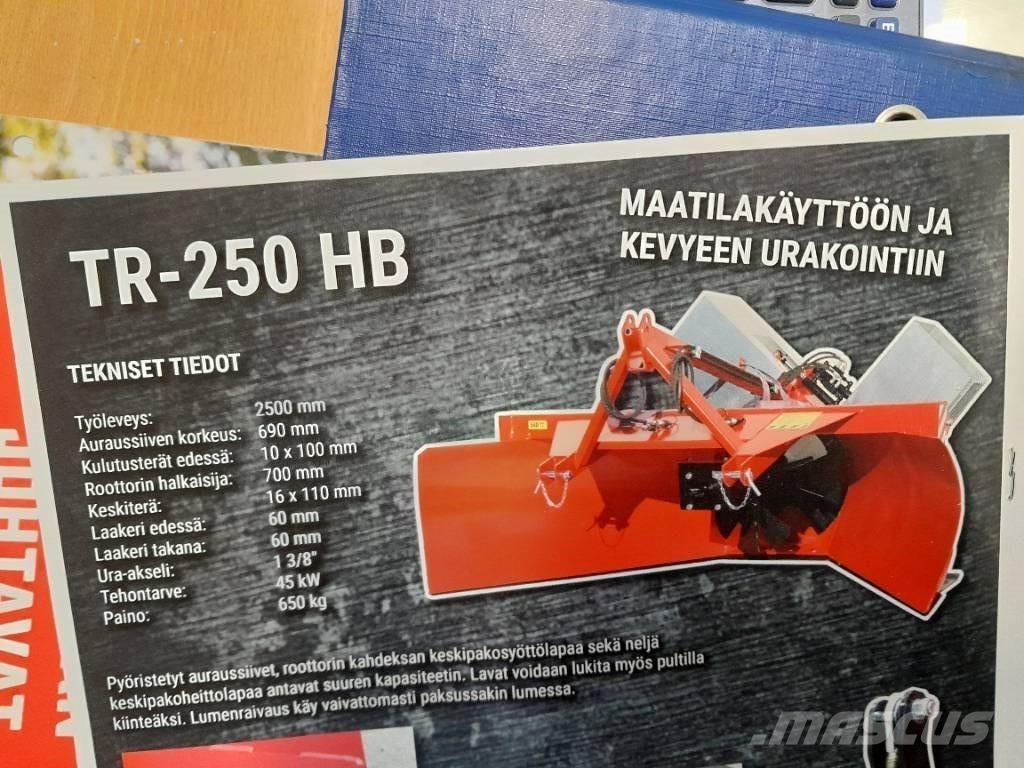 TR-250 HB
MAATILAKÄYTTÖÖN JA
KEVYEEN URAKOINTIIN
TEKNISET TIEDOT
Työleveys: 2500 mm
Auraussiiven korkeus: 690 mm
Kulutusterät edessä: 10 x 100 mm
Roottorin halkaisija: 700 mm
Keskiterä: 16 x 110 mm
Laakeri edessä: 60 mm
Laakeri takana: 60 mm
Ura-akseli: 1 3/8"
Tehontarve: 45 kW
Paino: 650 kg
Pyöristetyt auraussiivet, roottorin kahdeksan keskipakosyöttölapaa sekä neljä
keskipakoheittolapaa antavat suuren kapasiteetin. Lavat voidaan lukita myös pultilla
kiinteäksi. Lumenraivaus käy vaivattomasti paksussakin lumessa.
MASCUS